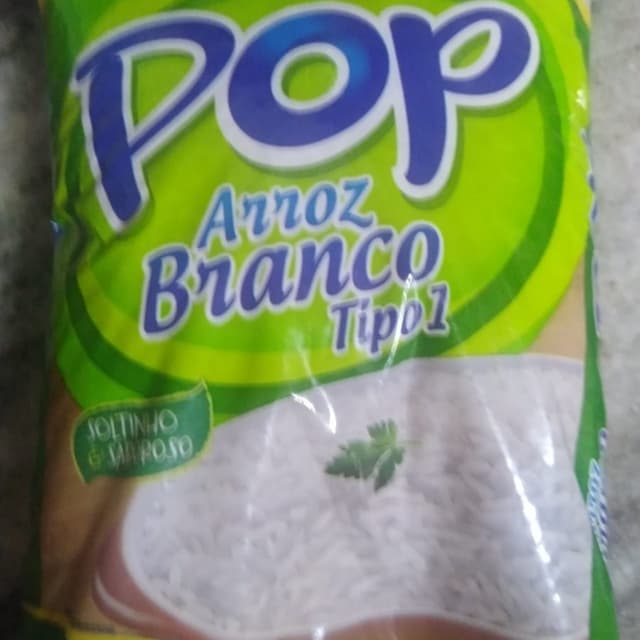 POP
Arroz
Branco
Tipo 1
SOLTINHO
E SABOROSO